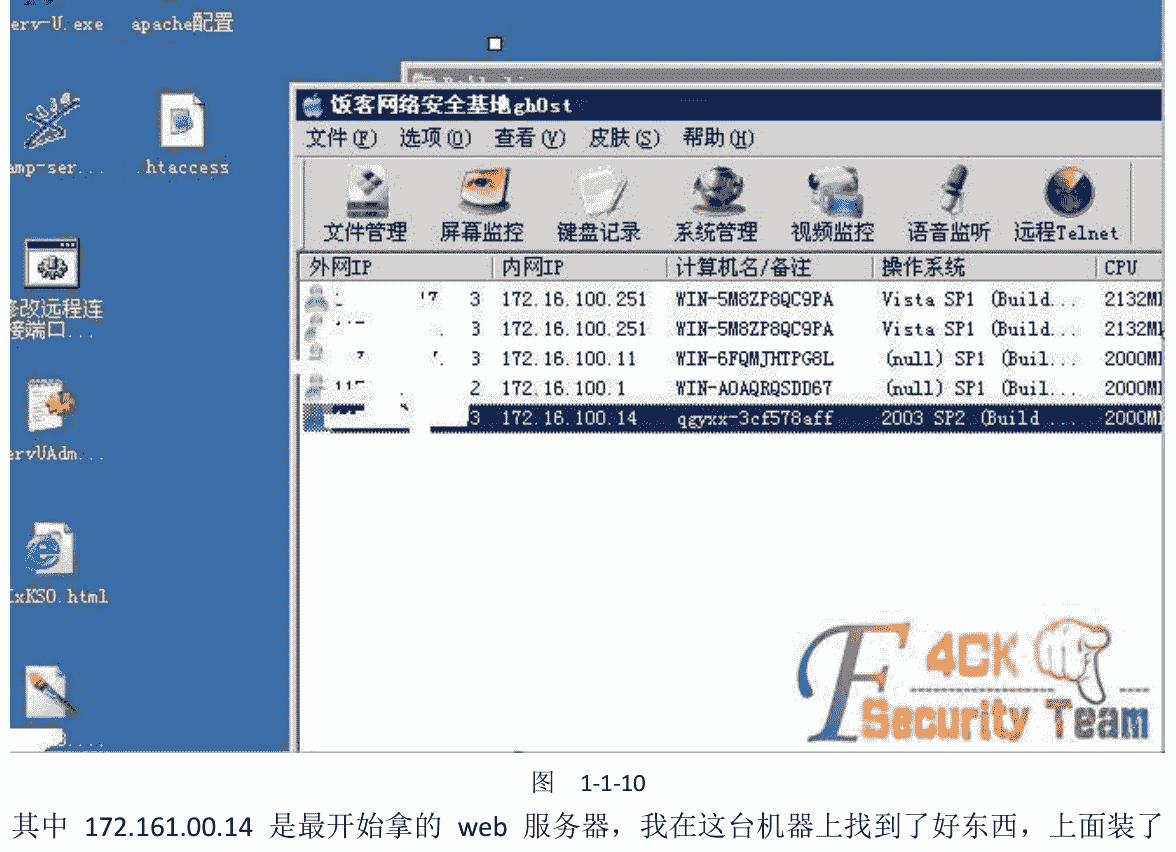 erv-U.exe apache配置
饭客网络安全基地gh0st
文件(F) 选项(O) 查看(V) 皮肤(S) 帮助(H)
amp-ser... .htaccess
文件管理 屏幕监控 键盘记录 系统管理 视频监控 语音监听 远程Telnet
外网IP 内网IP 计算机名/备注 操作系统 CPU
3 172.16.100.251 WIN-5M8ZP8QC9PA Vista SP1 (Build... 2132M
3 172.16.100.251 WIN-5M8ZP8QC9PA Vista SP1 (Build... 2132M
3 172.16.100.11 WIN-6FQMJHTPG8L (null) SP1 (Buil... 2000M
2 172.16.100.1 WIN-AOAQRQSDD67 (null) SP1 (Buil... 2000M
3 172.16.100.14 qgyxx-3cf578aff 2003 SP2 (Build ... 2000M
修改远程连
接端口...
ervUAdm...
xKSO.html
F4CK
Security Team
图 1-1-10
其中 172.161.00.14 是最开始拿的 web 服务器，我在这台机器上找到了好东西，上面装了